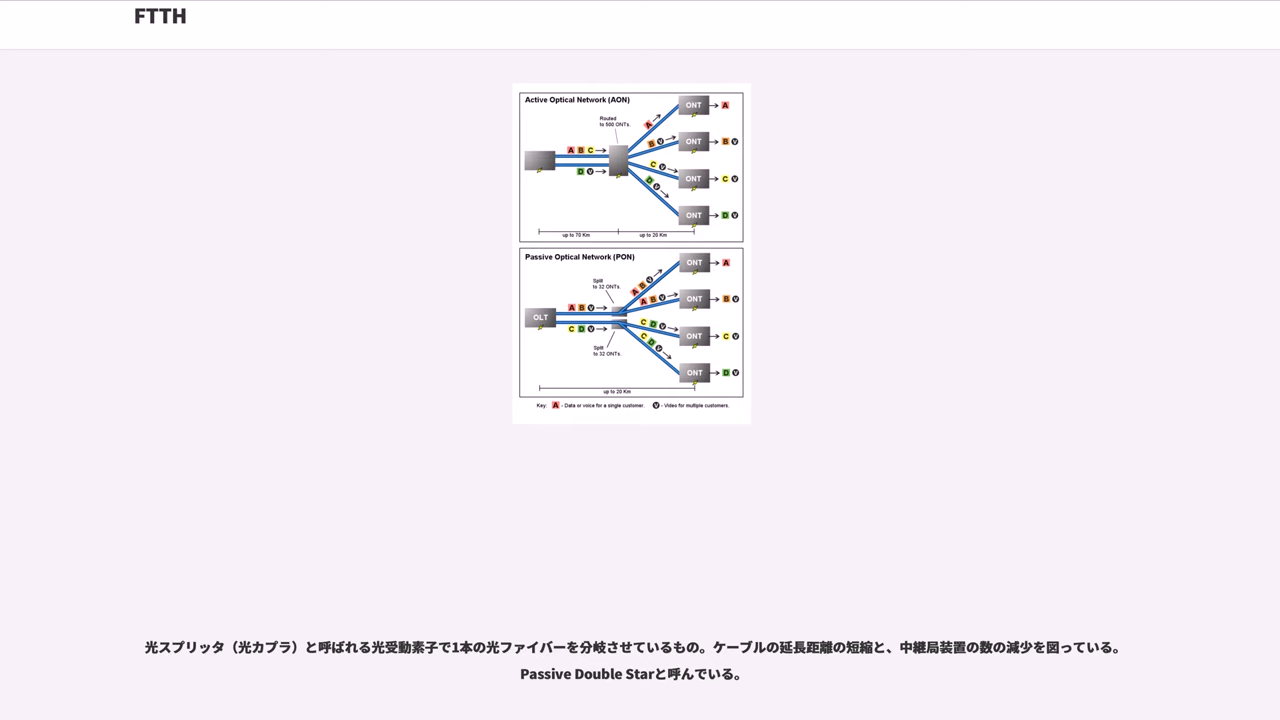 FTTH
Active Optical Network (AON)
Routed
to 500 ONTs.
A B C
D V
A
B V
C V
D V
ONT
A
ONT
B V
ONT
C V
ONT
D V
up to 70 Km
up to 20 Km
Passive Optical Network (PON)
Split
to 32 ONTs.
OLT
A B V
C D V
A B V
A B V
C D V
C D V
Split
to 32 ONTs.
ONT
A
ONT
B V
ONT
C V
ONT
D V
up to 20 Km
Key: A - Data or voice for a single customer. V - Video for multiple customers.
光スプリッタ（光カプラ）と呼ばれる光受動素子で1本の光ファイバーを分岐させているもの。ケーブルの延長距離の短縮と、中継局装置の数の減少を図っている。
Passive Double Starと呼んでいる。